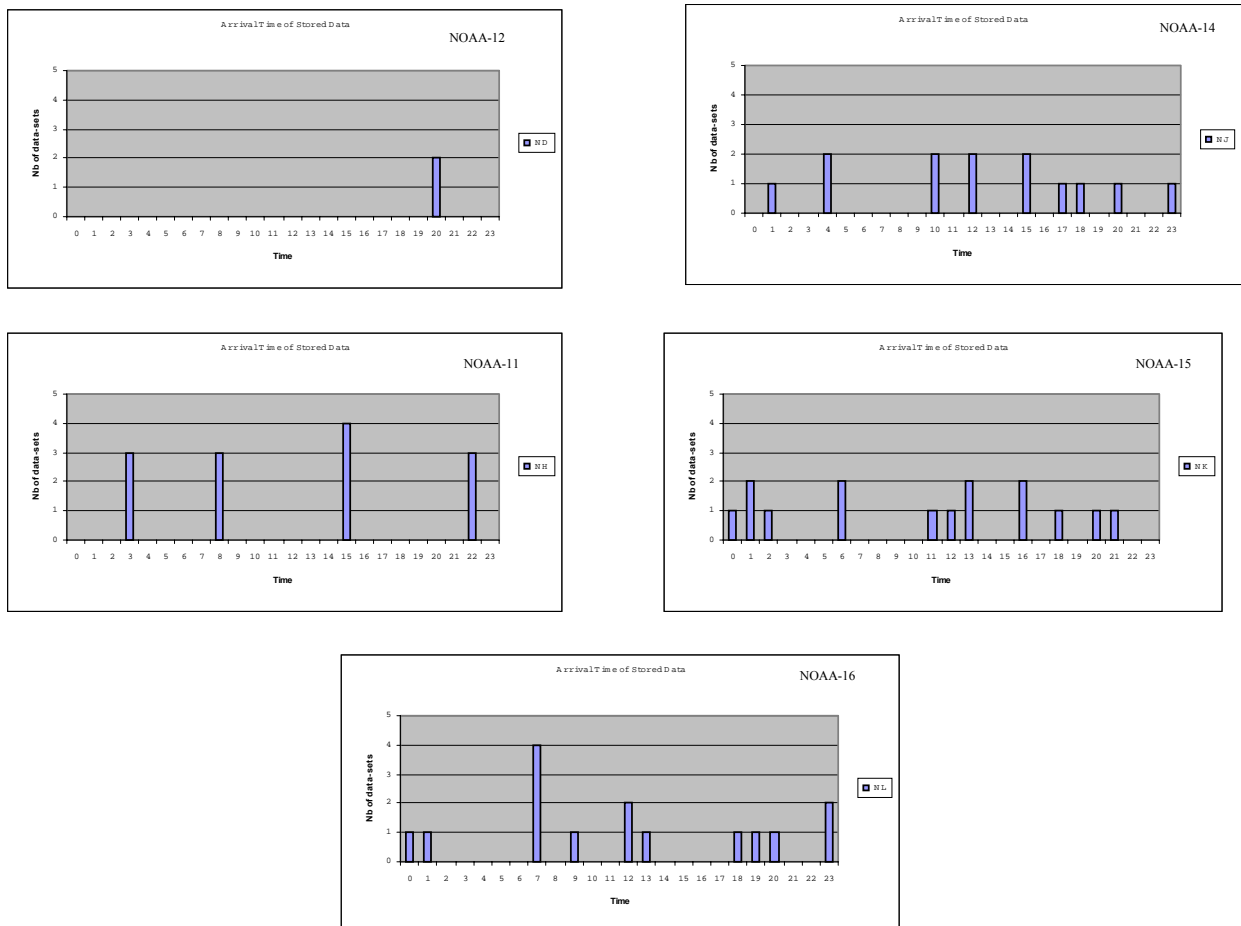 Arrival Time of Stored Data
NOAA-12
5
4
3
2
1
0
Nb of data-sets
0 1 2 3 4 5 6 7 8 9 10 11 12 13 14 15 16 17 18 19 20 21 22 23
Time
ND
Arrival Time of Stored Data
NOAA-14
5
4
3
2
1
0
Nb of data-sets
0 1 2 3 4 5 6 7 8 9 10 11 12 13 14 15 16 17 18 19 20 21 22 23
Time
NJ
Arrival Time of Stored Data
NOAA-11
5
4
3
2
1
0
Nb of data-sets
0 1 2 3 4 5 6 7 8 9 10 11 12 13 14 15 16 17 18 19 20 21 22 23
Time
NH
Arrival Time of Stored Data
NOAA-15
5
4
3
2
1
0
Nb of data-sets
0 1 2 3 4 5 6 7 8 9 10 11 12 13 14 15 16 17 18 19 20 21 22 23
Time
NK
Arrival Time of Stored Data
NOAA-16
5
4
3
2
1
0
Nb of data-sets
0 1 2 3 4 5 6 7 8 9 10 11 12 13 14 15 16 17 18 19 20 21 22 23
Time
NL